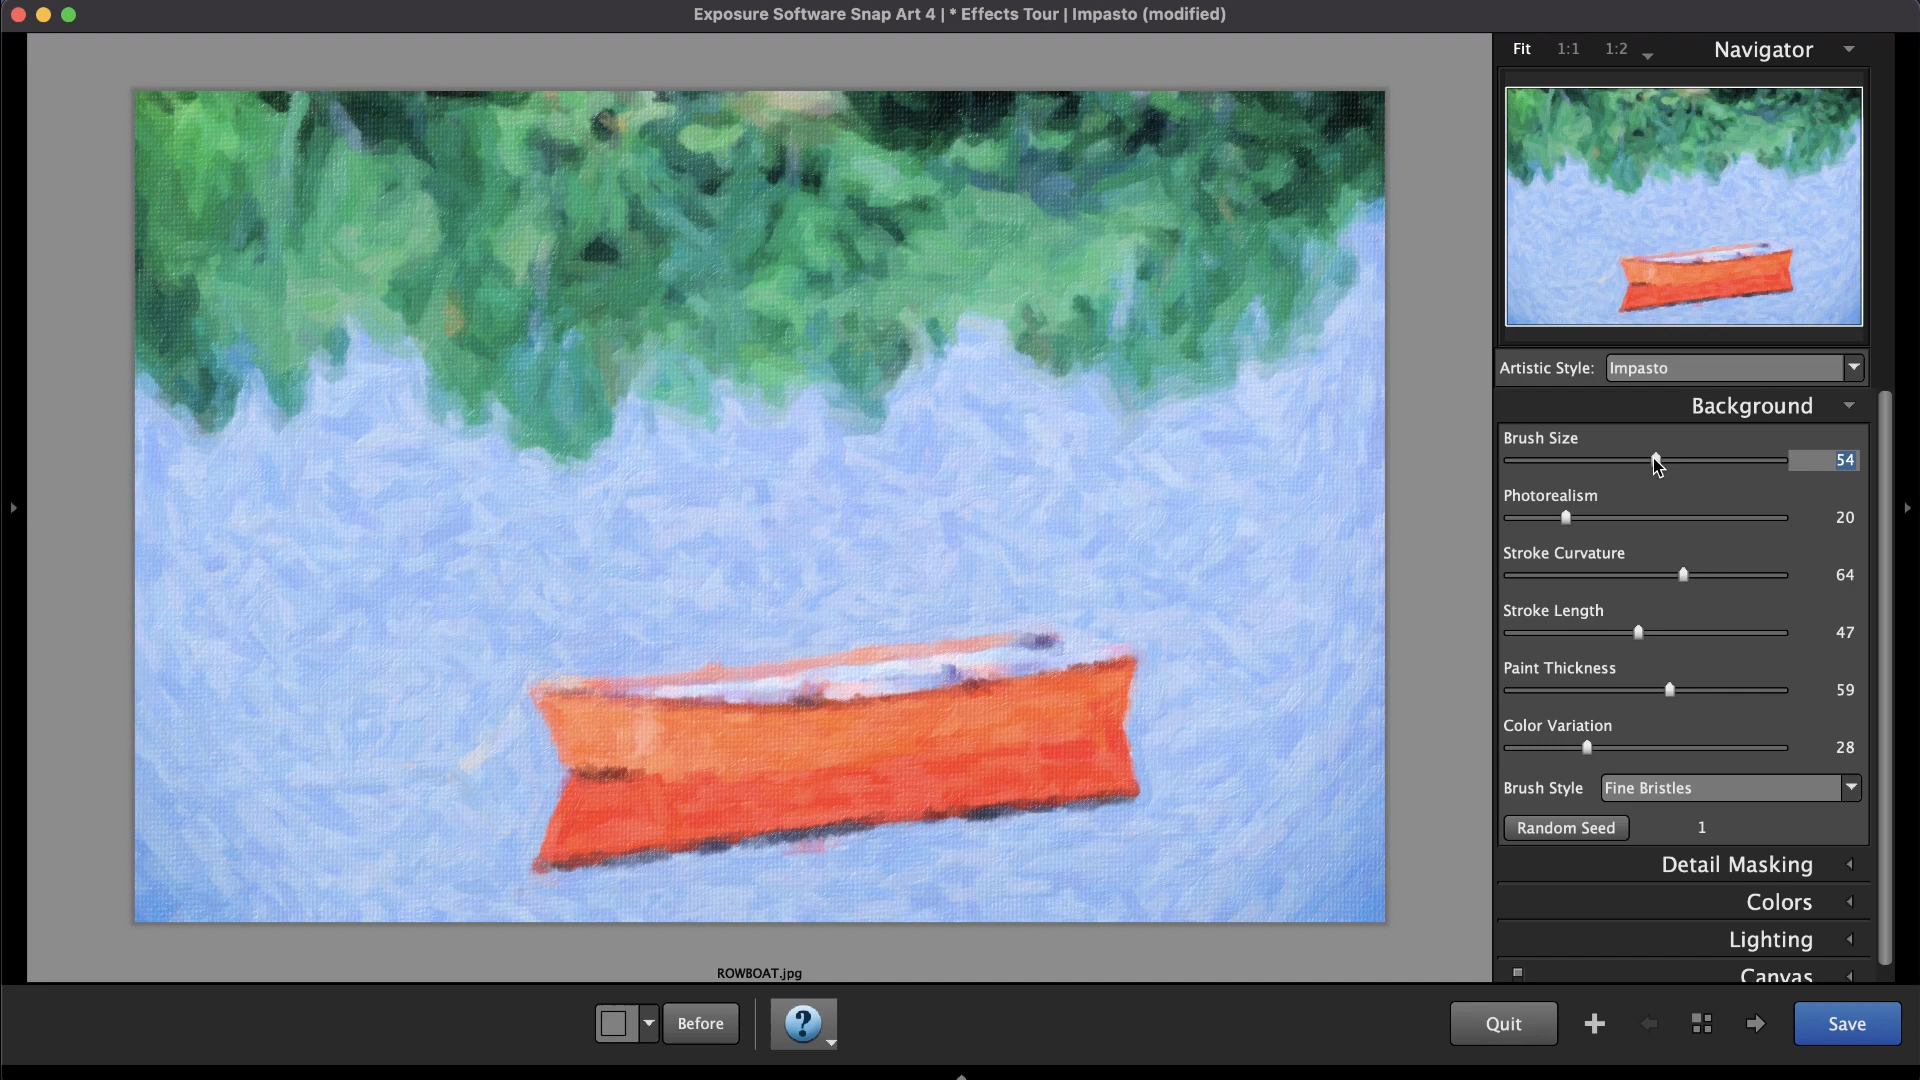 Exposure Software Snap Art 4 | * Effects Tour | Impasto (modified)
Fit 1:1 1:2 Navigator
Artistic Style: Impasto
Background
Brush Size
54
Photorealism
20
Stroke Curvature
64
Stroke Length
47
Paint Thickness
59
Color Variation
28
Brush Style Fine Bristles
Random Seed 1
Detail Masking
Colors
Lighting
Canvas
ROWBOAT.jpg
Before ? Quit Save